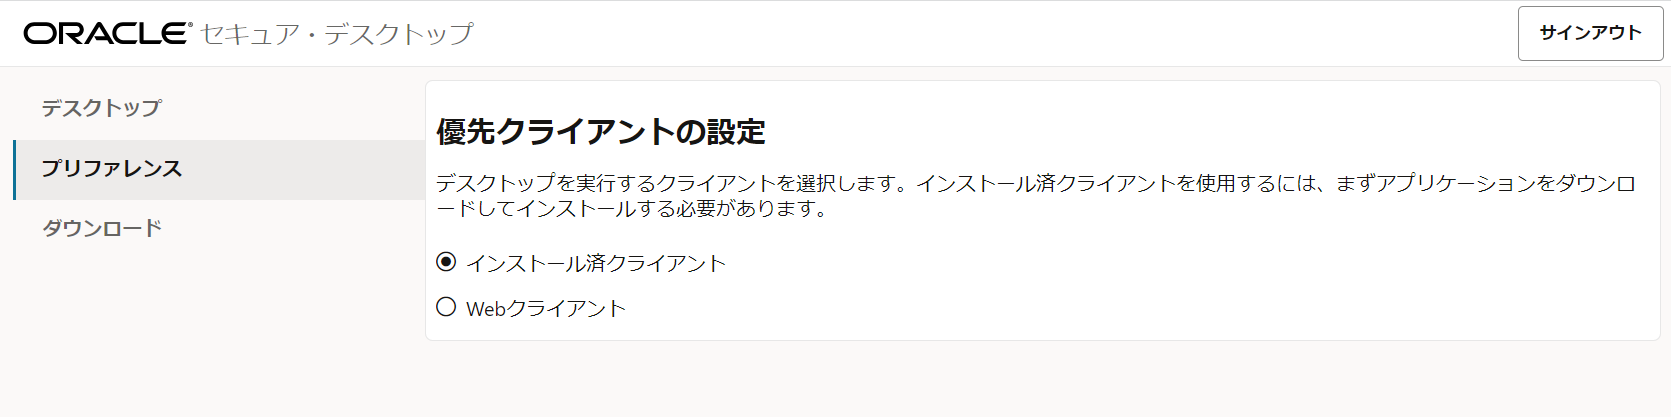 ORACLE® セキュア・デスクトップ
サインアウト
デスクトップ
プリファレンス
ダウンロード
優先クライアントの設定
デスクトップを実行するクライアントを選択します。インストール済クライアントを使用するには、まずアプリケーションをダウンロ
ードしてインストールする必要があります。
インストール済クライアント
Webクライアント